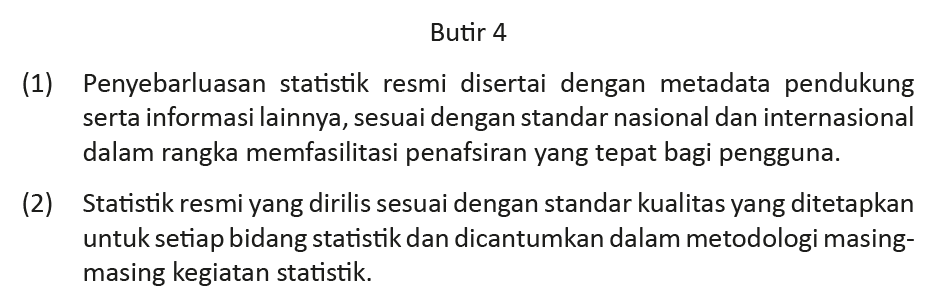 Butir 4
(1) Penyebarluasan statistik resmi disertai dengan metadata pendukung
serta informasi lainnya, sesuai dengan standar nasional dan internasional
dalam rangka memfasilitasi penafsiran yang tepat bagi pengguna.
(2) Statistik resmi yang dirilis sesuai dengan standar kualitas yang ditetapkan
untuk setiap bidang statistik dan dicantumkan dalam metodologi masing-
masing kegiatan statistik.